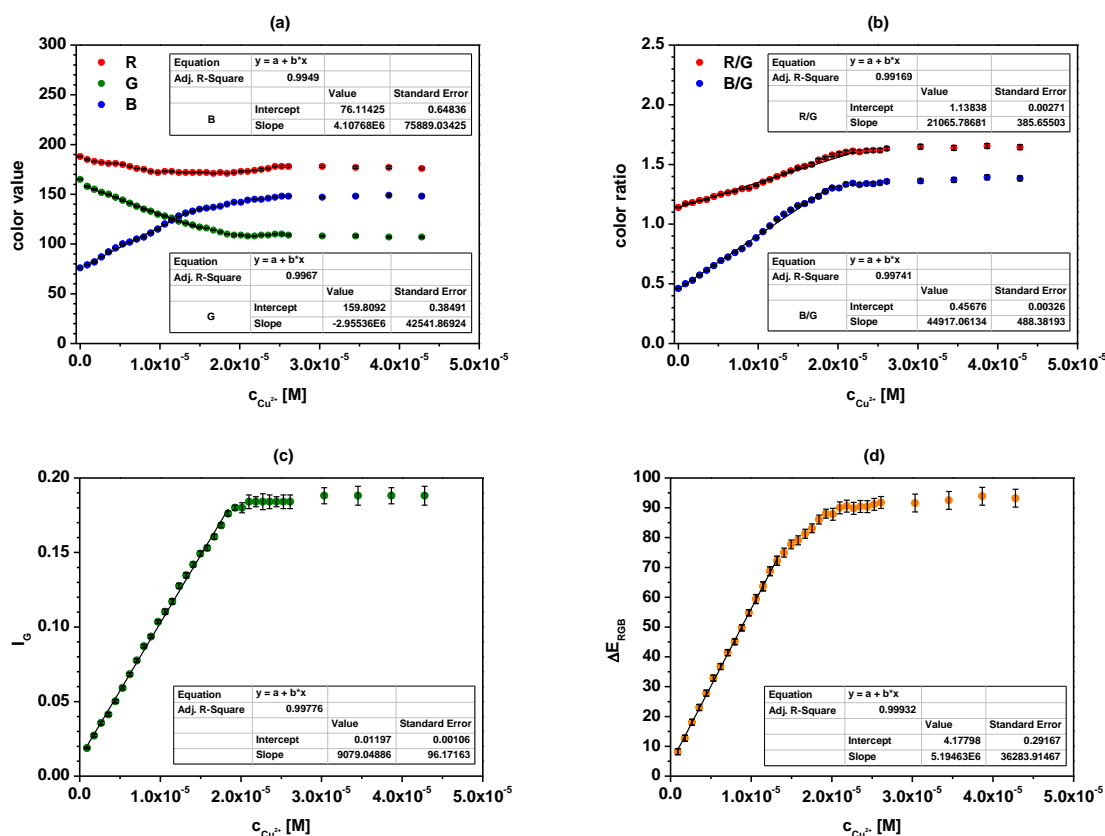 (a)
300
250
200
150
100
50
0
color value
R
G
B
Equation y = a + b*x
Adj. R-Square 0.9949
Value Standard Error
B Intercept 76.11425 0.64836
Slope 4.10768E6 75889.03425
Equation y = a + b*x
Adj. R-Square 0.9967
Value Standard Error
G Intercept 159.8092 0.38491
Slope -2.95536E6 42541.86924
0.0 1.0x10⁻⁵ 2.0x10⁻⁵ 3.0x10⁻⁵ 4.0x10⁻⁵ 5.0x10⁻⁵
c Cu²⁺ [M]
(b)
2.5
2.0
1.5
1.0
0.5
0.0
color ratio
R/G
B/G
Equation y = a + b*x
Adj. R-Square 0.99169
Value Standard Error
R/G Intercept 1.13838 0.00271
Slope 21065.78681 385.65503
Equation y = a + b*x
Adj. R-Square 0.99741
Value Standard Error
B/G Intercept 0.45676 0.00326
Slope 44917.06134 488.38193
0.0 1.0x10⁻⁵ 2.0x10⁻⁵ 3.0x10⁻⁵ 4.0x10⁻⁵ 5.0x10⁻⁵
c Cu²⁺ [M]
(c)
0.20
0.15
0.10
0.05
0.00
I G
Equation y = a + b*x
Adj. R-Square 0.99776
Value Standard Error
Intercept 0.01197 0.00106
Slope 9079.04886 96.17163
0.0 1.0x10⁻⁵ 2.0x10⁻⁵ 3.0x10⁻⁵ 4.0x10⁻⁵ 5.0x10⁻⁵
c Cu²⁺ [M]
(d)
100
90
80
70
60
50
40
30
20
10
0
ΔE RGB
Equation y = a + b*x
Adj. R-Square 0.99932
Value Standard Error
Intercept 4.17798 0.29167
Slope 5.19463E6 36283.91467
0.0 1.0x10⁻⁵ 2.0x10⁻⁵ 3.0x10⁻⁵ 4.0x10⁻⁵ 5.0x10⁻⁵
c Cu²⁺ [M]